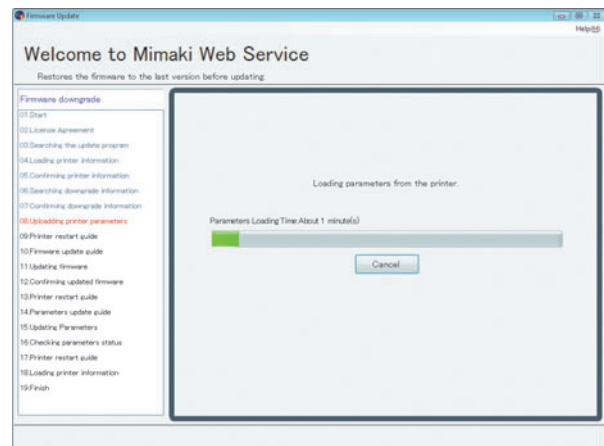 Firmware Update
Help(H)
Welcome to Mimaki Web Service
Restores the firmware to the last version before updating.
Firmware downgrade
01.Start
02.License Agreement
03.Searching the update program
04.Loading printer information
05.Confirming printer information
06.Searching downgrade information
07.Confirming downgrade information
08.Uploadding printer parameters
09.Printer restart guide
10.Firmware update guide
11.Updating firmware
12.Confirming updated firmware
13.Printer restart guide
14.Parameters update guide
15.Updating Parameters
16.Checking parameters status
17.Printer restart guide
18.Loading printer information
19.Finish
Loading parameters from the printer.
Parameters Loading Time:About 1 minute(s)
Cancel